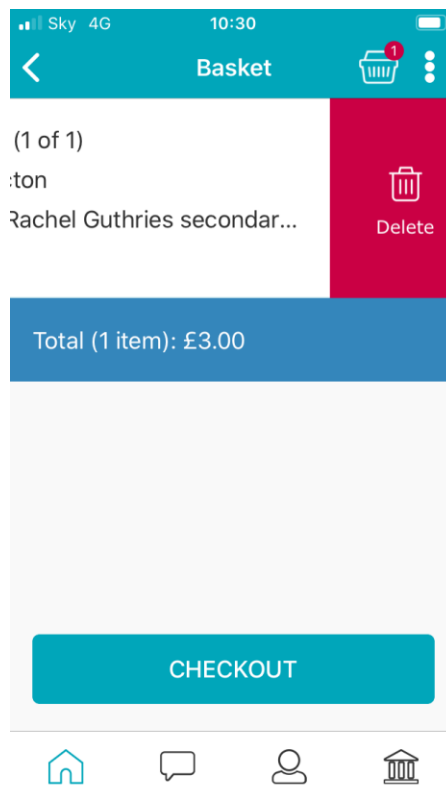 Sky 4G 10:30
Basket
1
(1 of 1)
ton
Rachel Guthries secondar...
Delete
Total (1 item): £3.00
CHECKOUT